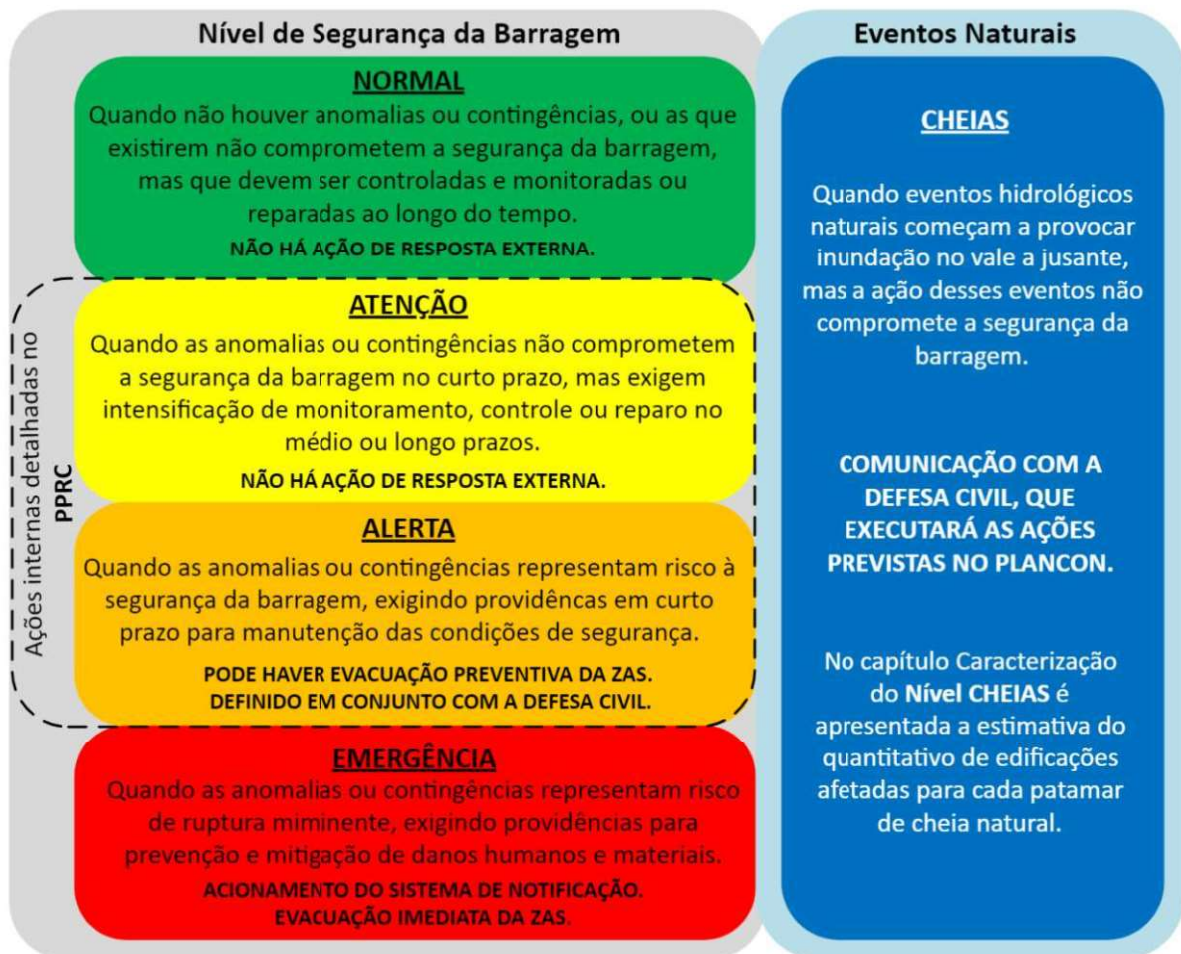 Nível de Segurança da Barragem
NORMAL
Quando não houver anomalias ou contingências, ou as que
existirem não comprometem a segurança da barragem,
mas que devem ser controladas e monitoradas ou
reparadas ao longo do tempo.
NÃO HÁ AÇÃO DE RESPOSTA EXTERNA.
Ações internas detalhadas no
PPRC
ATENÇÃO
Quando as anomalias ou contingências não comprometem
a segurança da barragem no curto prazo, mas exigem
intensificação de monitoramento, controle ou reparo no
médio ou longo prazos.
NÃO HÁ AÇÃO DE RESPOSTA EXTERNA.
ALERTA
Quando as anomalias ou contingências representam risco à
segurança da barragem, exigindo providêncas em curto
prazo para manutenção das condições de segurança.
PODE HAVER EVACUAÇÃO PREVENTIVA DA ZAS.
DEFINIDO EM CONJUNTO COM A DEFESA CIVIL.
EMERGÊNCIA
Quando as anomalias ou contingências representam risco
de ruptura miminente, exigindo providências para
prevenção e mitigação de danos humanos e materiais.
ACIONAMENTO DO SISTEMA DE NOTIFICAÇÃO.
EVACUAÇÃO IMEDIATA DA ZAS.
Eventos Naturais
CHEIAS
Quando eventos hidrológicos
naturais começam a provocar
inundação no vale a jusante,
mas a ação desses eventos não
compromete a segurança da
barragem.
COMUNICAÇÃO COM A
DEFESA CIVIL, QUE
EXECUTARÁ AS AÇÕES
PREVISTAS NO PLANCON.
No capítulo Caracterização
do Nível CHEIAS é
apresentada a estimativa do
quantitativo de edificações
afetadas para cada patamar
de cheia natural.